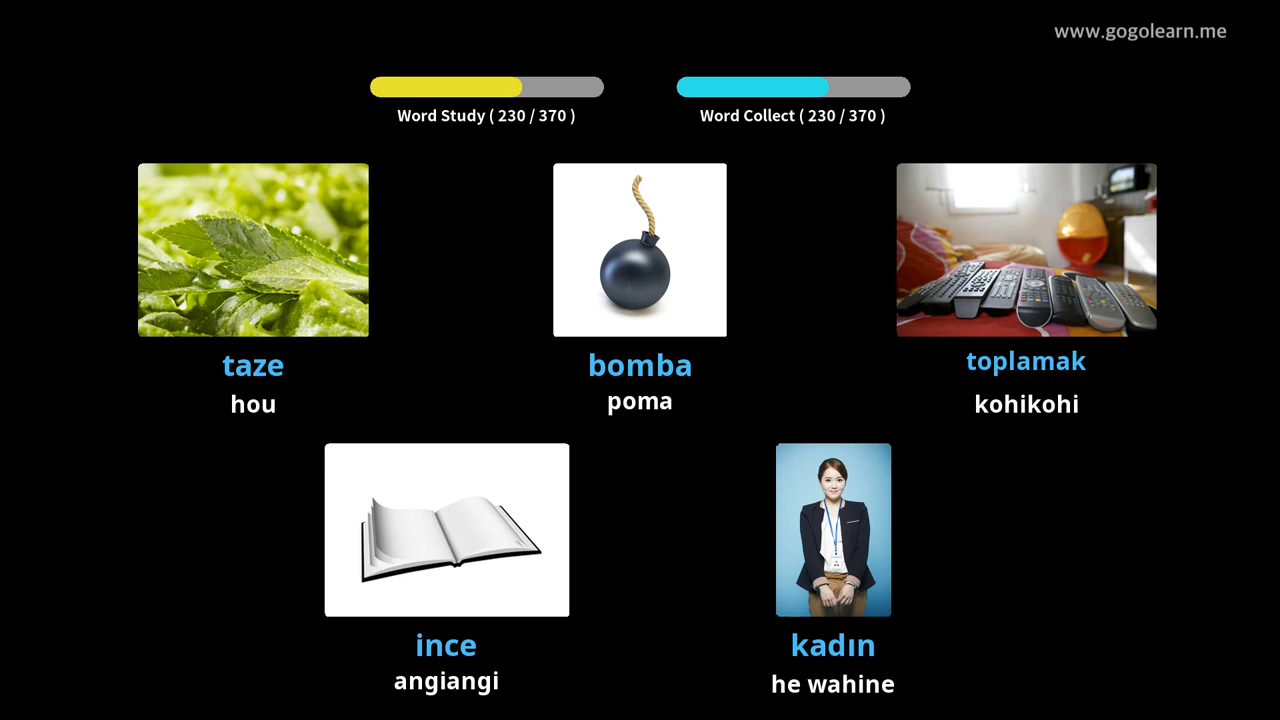 www.gogolearn.me
Word Study ( 230 / 370 )
Word Collect ( 230 / 370 )
taze
hou
bomba
poma
toplamak
kohikohi
ince
angiangi
kadın
he wahine